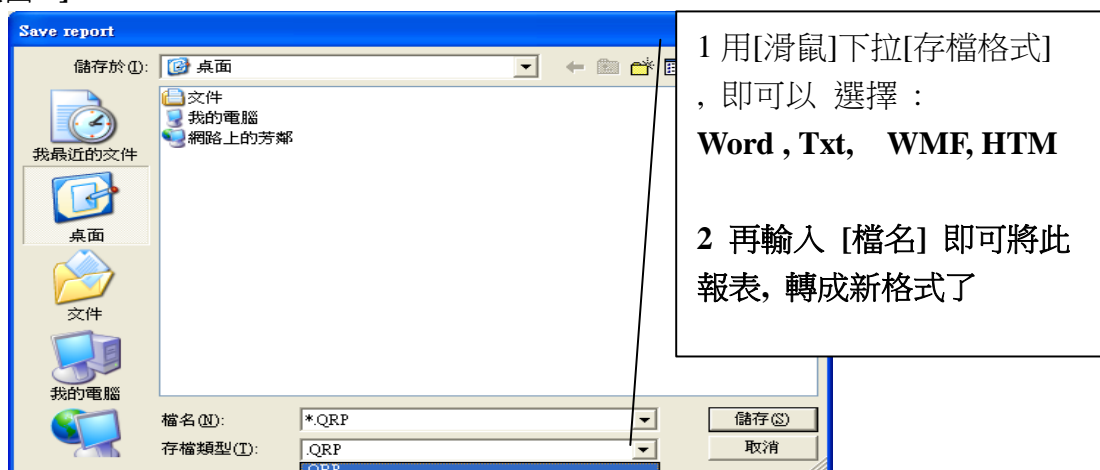 Save report
儲存於(I):
桌面
文件
我的電腦
網路上的芳鄰
我最近的文件
桌面
文件
我的電腦
檔名(N):
*.QRP
儲存(S)
存檔類型(T):
.QRP
取消
.QRP
1 用[滑鼠]下拉[存檔格式]
, 即可以 選擇 :
Word , Txt, WMF, HTM
2 再輸入 [檔名] 即可將此
報表, 轉成新格式了